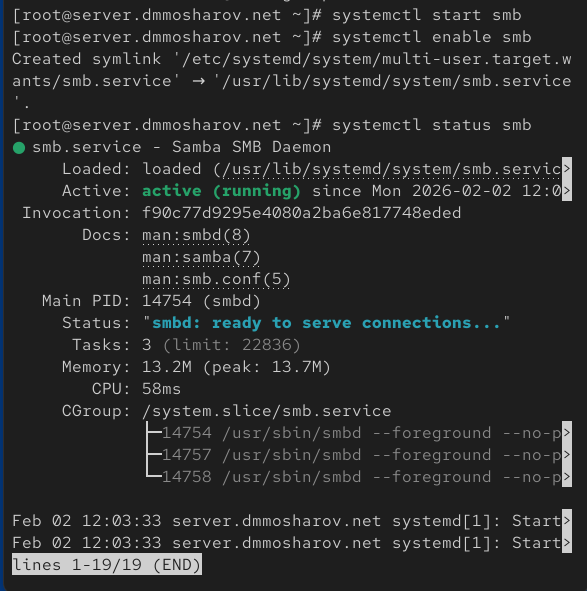 [root@server.dmmosharov.net ~]# systemctl start smb
[root@server.dmmosharov.net ~]# systemctl enable smb
Created symlink '/etc/systemd/system/multi-user.target.w
ants/smb.service' → '/usr/lib/systemd/system/smb.service
'.
[root@server.dmmosharov.net ~]# systemctl status smb
● smb.service - Samba SMB Daemon
     Loaded: loaded (/usr/lib/systemd/system/smb.servic>
     Active: active (running) since Mon 2026-02-02 12:0>
 Invocation: f90c77d9295e4080a2ba6e817748eded
       Docs: man:smbd(8)
             man:samba(7)
             man:smb.conf(5)
   Main PID: 14754 (smbd)
     Status: "smbd: ready to serve connections..."
      Tasks: 3 (limit: 22836)
     Memory: 13.2M (peak: 13.7M)
        CPU: 58ms
     CGroup: /system.slice/smb.service
             ├─14754 /usr/sbin/smbd --foreground --no-p>
             ├─14757 /usr/sbin/smbd --foreground --no-p>
             └─14758 /usr/sbin/smbd --foreground --no-p>

Feb 02 12:03:33 server.dmmosharov.net systemd[1]: Start>
Feb 02 12:03:33 server.dmmosharov.net systemd[1]: Start>
lines 1-19/19 (END)